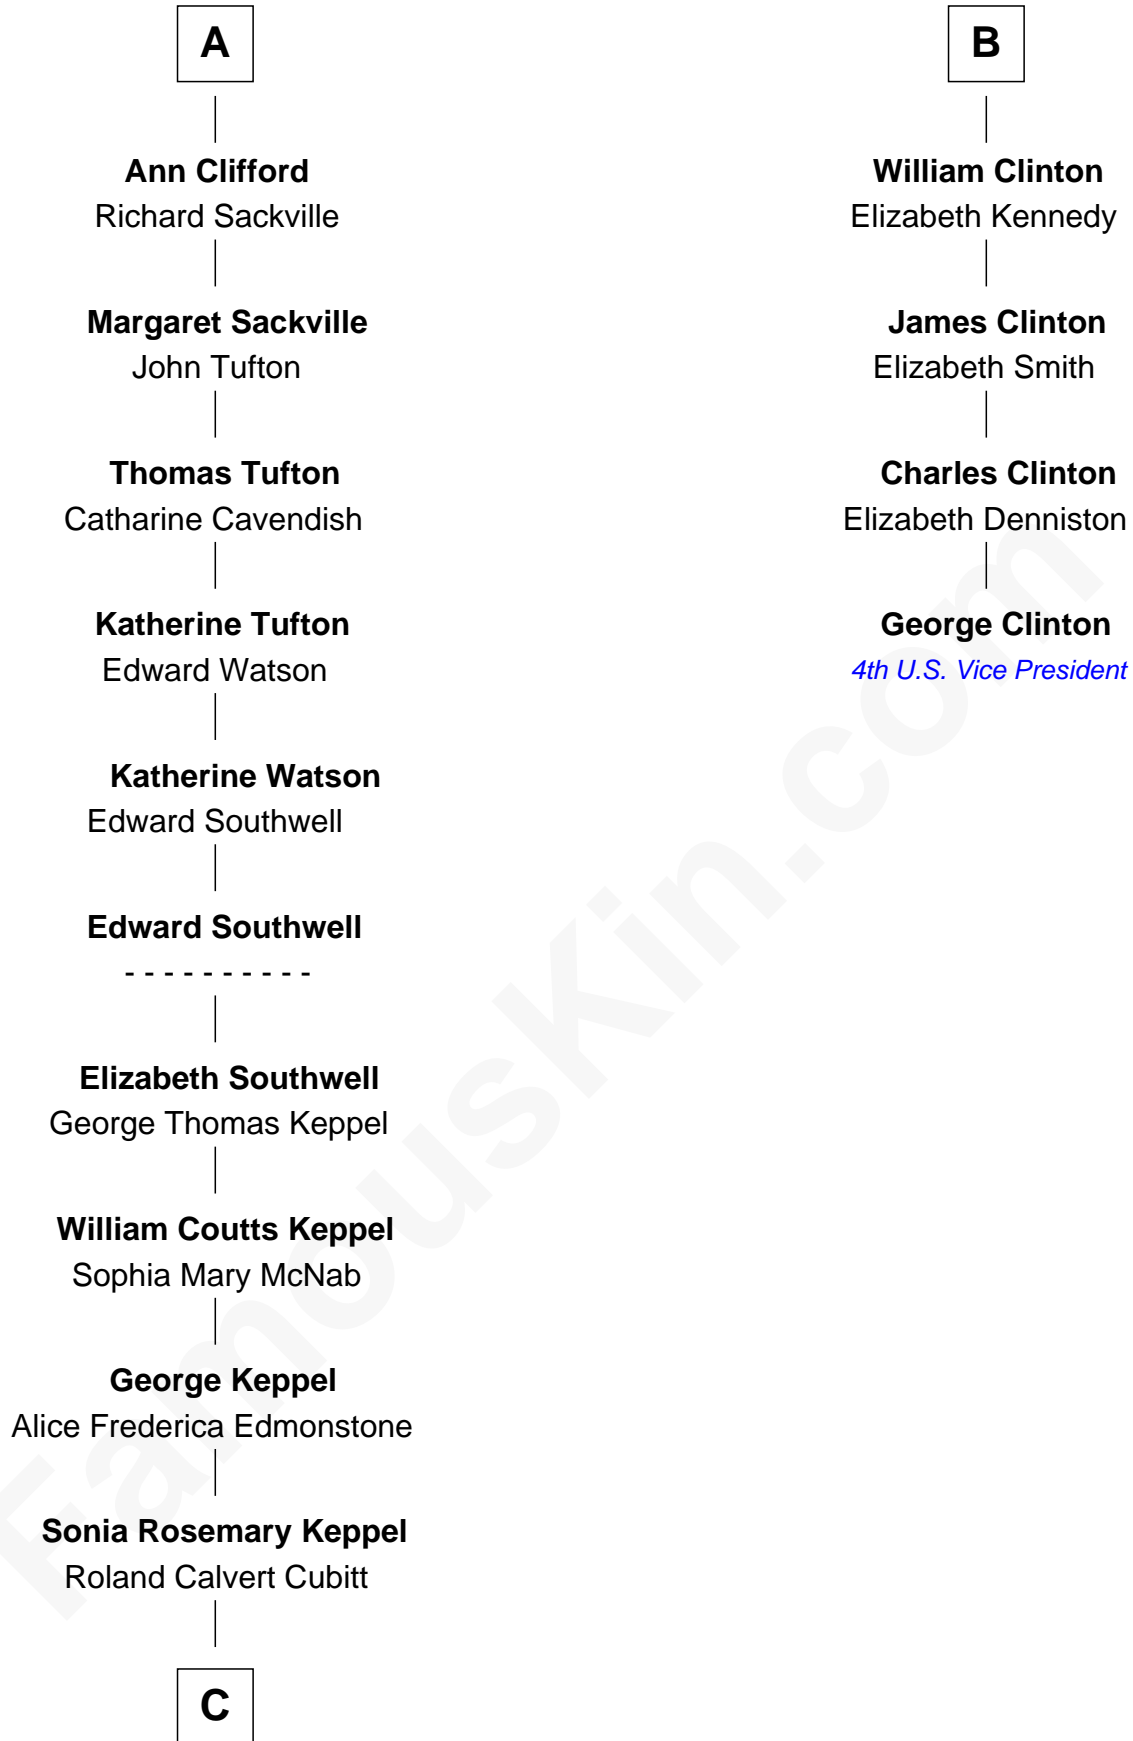 A
Ann Clifford
Richard Sackville
Margaret Sackville
John Tufton
Thomas Tufton
Catharine Cavendish
Katherine Tufton
Edward Watson
Katherine Watson
Edward Southwell
Edward Southwell
- - - - - - - - - -
Elizabeth Southwell
George Thomas Keppel
William Coutts Keppel
Sophia Mary McNab
George Keppel
Alice Frederica Edmonstone
Sonia Rosemary Keppel
Roland Calvert Cubitt
C
B
William Clinton
Elizabeth Kennedy
James Clinton
Elizabeth Smith
Charles Clinton
Elizabeth Denniston
George Clinton
4th U.S. Vice President
FamousKin.com